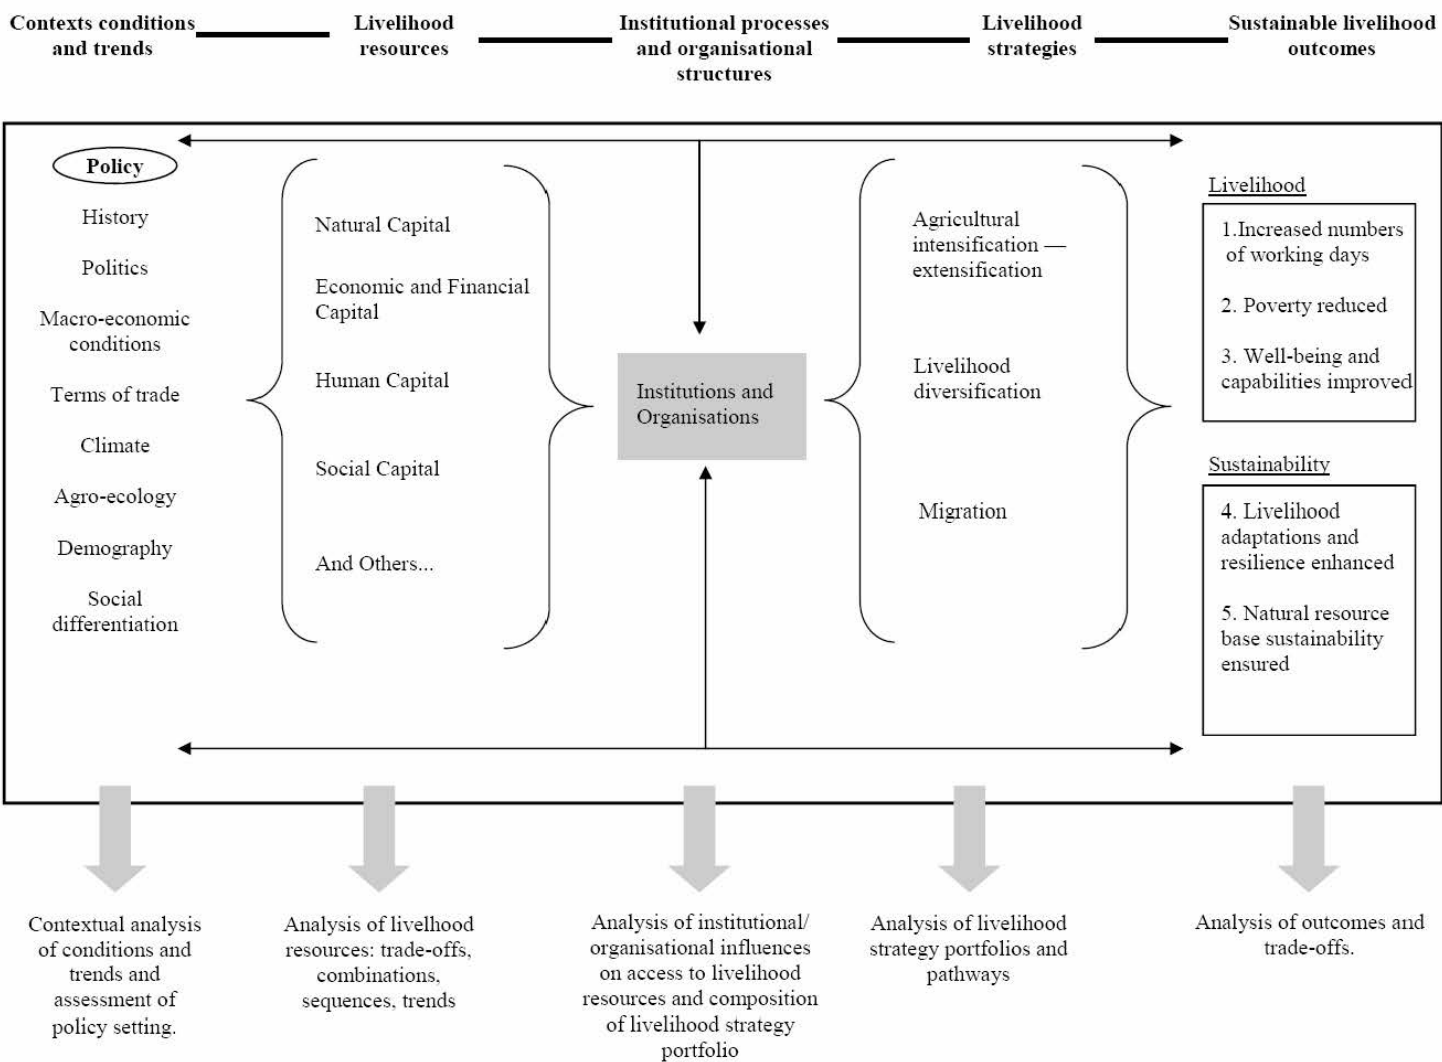 Contexts conditions
and trends
Livelihood
resources
Institutional processes
and organisational
structures
Livelihood
strategies
Sustainable livelihood
outcomes
Policy
History
Politics
Macro-economic
conditions
Terms of trade
Climate
Agro-ecology
Demography
Social
differentiation
Natural Capital
Economic and Financial
Capital
Human Capital
Social Capital
And Others...
Institutions and
Organisations
Agricultural
intensification —
extensification
Livelihood
diversification
Migration
Livelihood
1.Increased numbers
of working days
2. Poverty reduced
3. Well-being and
capabilities improved
Sustainability
4. Livelihood
adaptations and
resilience enhanced
5. Natural resource
base sustainability
ensured
Contextual analysis
of conditions and
trends and
assessment of
policy setting.
Analysis of livelhood
resources: trade-offs,
combinations,
sequences, trends
Analysis of institutional/
organisational influences
on access to livelihood
resources and composition
of livelihood strategy
portfolio
Analysis of livelihood
strategy portfolios and
pathways
Analysis of outcomes and
trade-offs.